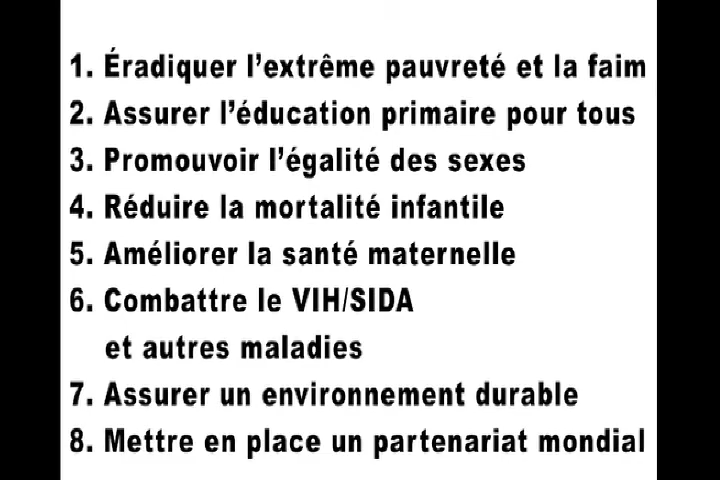 1. Éradiquer l’extrême pauvreté et la faim
2. Assurer l’éducation primaire pour tous
3. Promouvoir l’égalité des sexes
4. Réduire la mortalité infantile
5. Améliorer la santé maternelle
6. Combattre le VIH/SIDA
et autres maladies
7. Assurer un environnement durable
8. Mettre en place un partenariat mondial